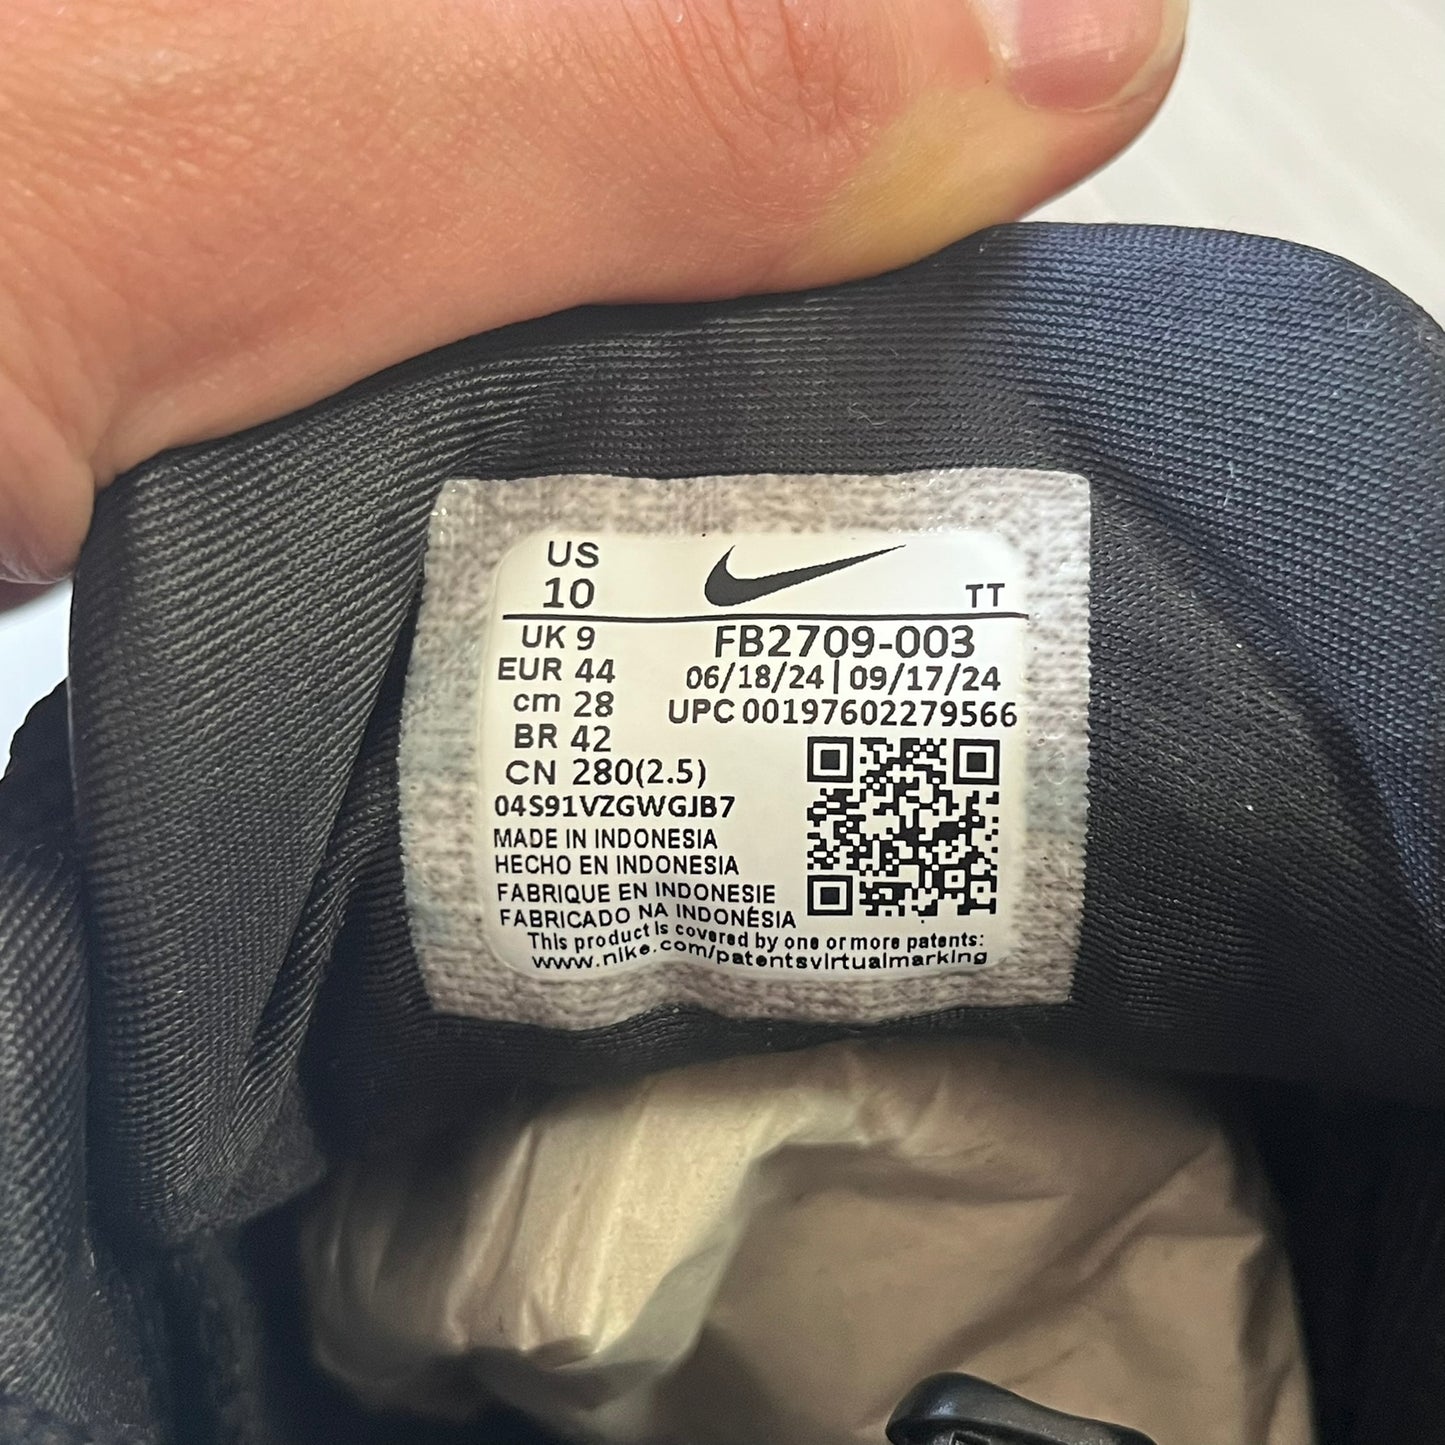 US
10
TT
UK 9
FB2709-003
EUR 44
06/18/24|09/17/24
cm 28
UPC 00197602279566
BR 42
CN 280(2.5)
04S91VZGWGJB7
MADE IN INDONESIA
HECHO EN INDONESIA
FABRIQUE EN INDONESIE
FABRICADO NA INDONÉSIA
This product is covered by one or more patents:
www.nike.com/patentsvirtualmarking